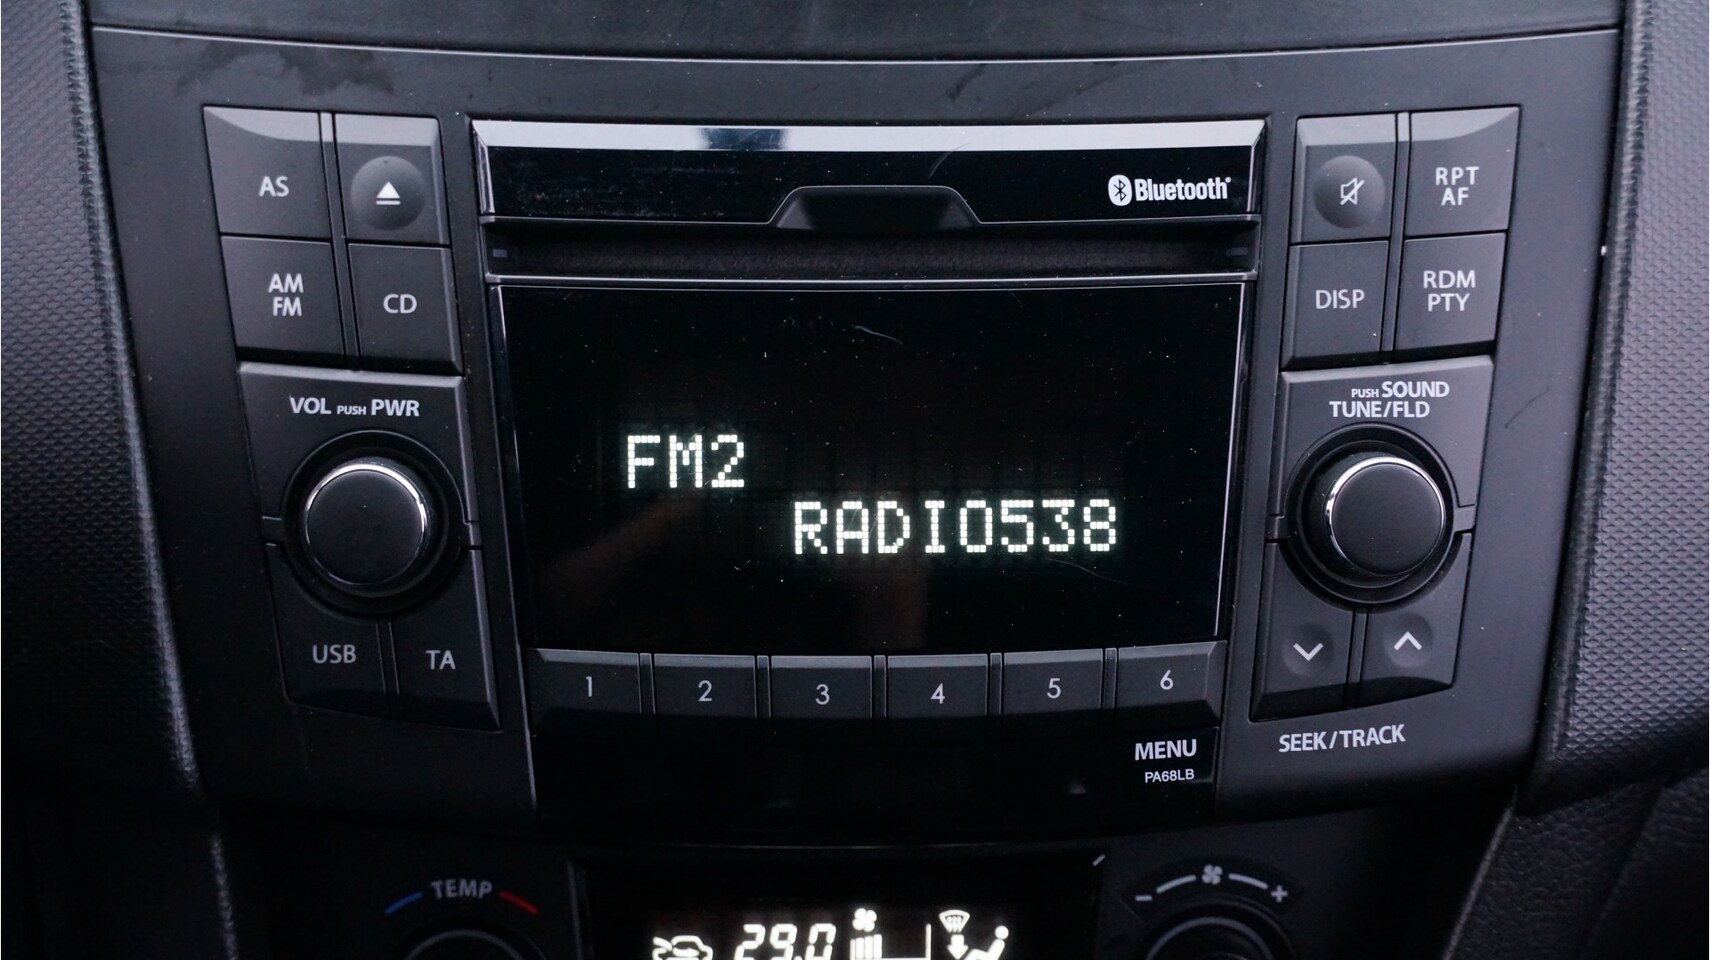 AS
Bluetooth®
RPT
AF
AM
FM
CD
DISP
RDM
PTY
VOL PUSH PWR
PUSH SOUND
TUNE/FLD
FM2
RADIO538
USB
TA
1 2 3 4 5 6
MENU
PA68LB
SEEK/TRACK
TEMP
- +
29.0